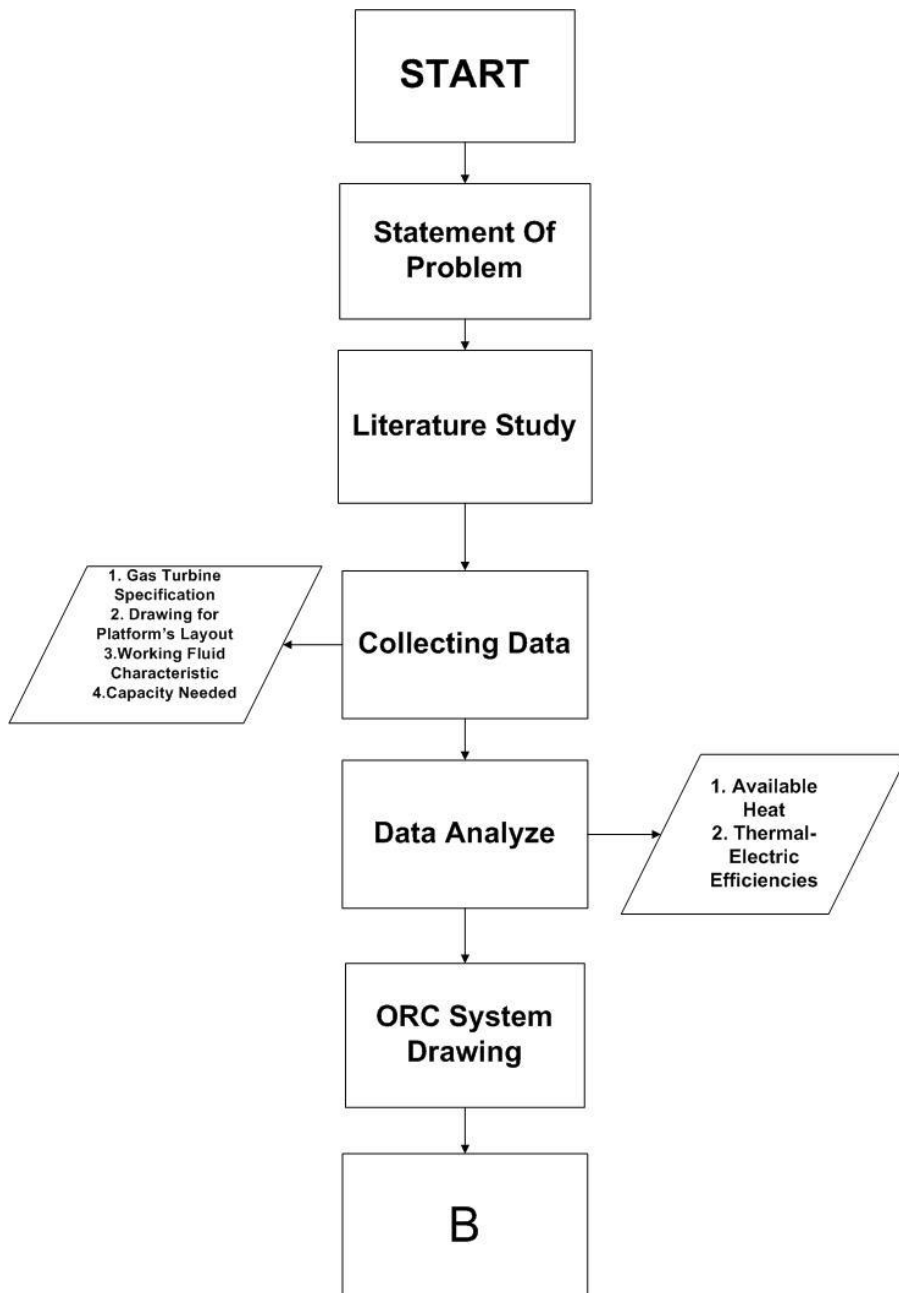 START
Statement Of
Problem
Literature Study
1. Gas Turbine
Specification
2. Drawing for
Platform's Layout
3.Working Fluid
Characteristic
4.Capacity Needed
Collecting Data
Data Analyze
1. Available
Heat
2. Thermal-
Electric
Efficiencies
ORC System
Drawing
B